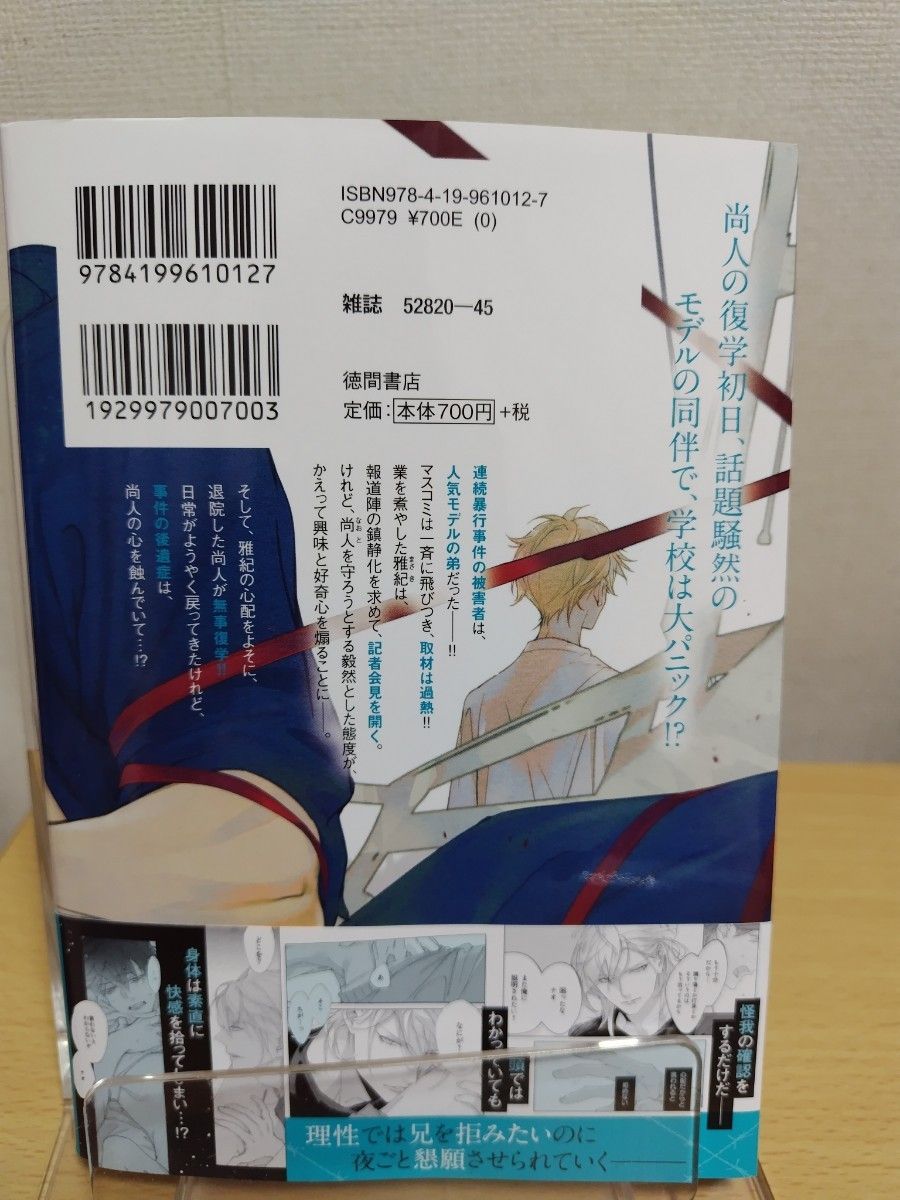 ISBN978-4-19-961012-7
C9979 ¥700E (0)
9784199610127
雑誌 52820—45
1929979007003
徳間書店
定価：本体700円+税
尚人の復学初日、話題騒然の
モデルの同伴で、学校は大パニック!?
連続暴行事件の被害者は、
人気モデルの弟だった——!!
マスコミは一斉に飛びつき、取材は過熱!!
業を煮やした雅紀は、
まさき
報道陣の鎮静化を求めて、記者会見を開く。
けれど、尚人を守ろうとする毅然とした態度が、
なおと
かえって興味と好奇心を煽ることに——。
そして、雅紀の心配をよそに、
退院した尚人が無事復学!!
日常がようやく戻ってきたけれど、
事件の後遺症は、
尚人の心を蝕んでいて…!?
怪我の確認を
するだけだ——
頭では
わかっていても
身体は素直に
快感を拾ってしまい…!?
理性では兄を拒みたいのに
夜ごと懇願させられていく———